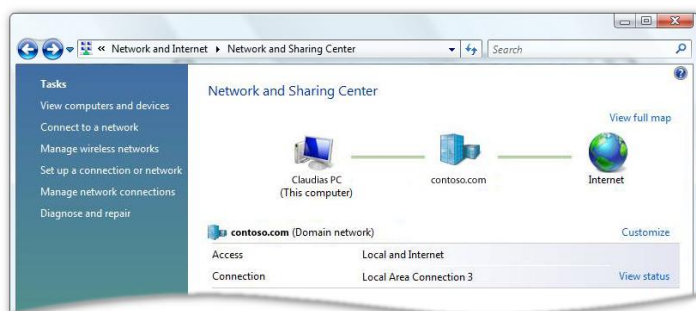 « Network and Internet ▸ Network and Sharing Center
Search
Tasks
View computers and devices
Connect to a network
Manage wireless networks
Set up a connection or network
Manage network connections
Diagnose and repair
Network and Sharing Center
View full map
Claudias PC
(This computer)
contoso.com
Internet
contoso.com (Domain network)
Customize
Access Local and Internet
Connection Local Area Connection 3 View status